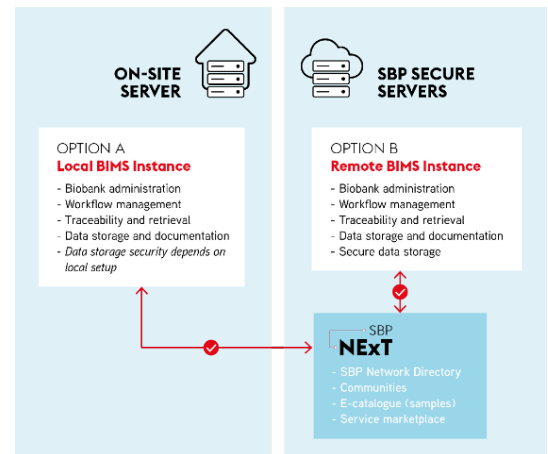 ON-SITE
SERVER
OPTION A
Local BIMS Instance
- Biobank administration
- Workflow management
- Traceability and retrieval
- Data storage and documentation
- Data storage security depends on
local setup
SBP SECURE
SERVERS
OPTION B
Remote BIMS Instance
- Biobank administration
- Workflow management
- Traceability and retrieval
- Data storage and documentation
- Secure data storage
SBP
NExT
- SBP Network Directory
- Communities
- E-catalogue (samples)
- Service marketplace